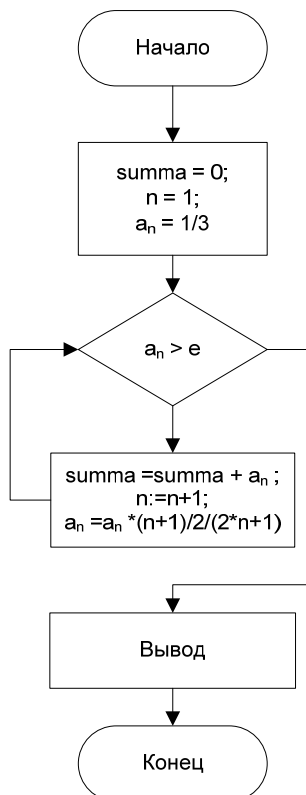 Начало
summa = 0;
n = 1;
aₙ = 1/3
aₙ > e
summa =summa + aₙ ;
n:=n+1;
aₙ =aₙ *(n+1)/2/(2*n+1)
Вывод
Конец